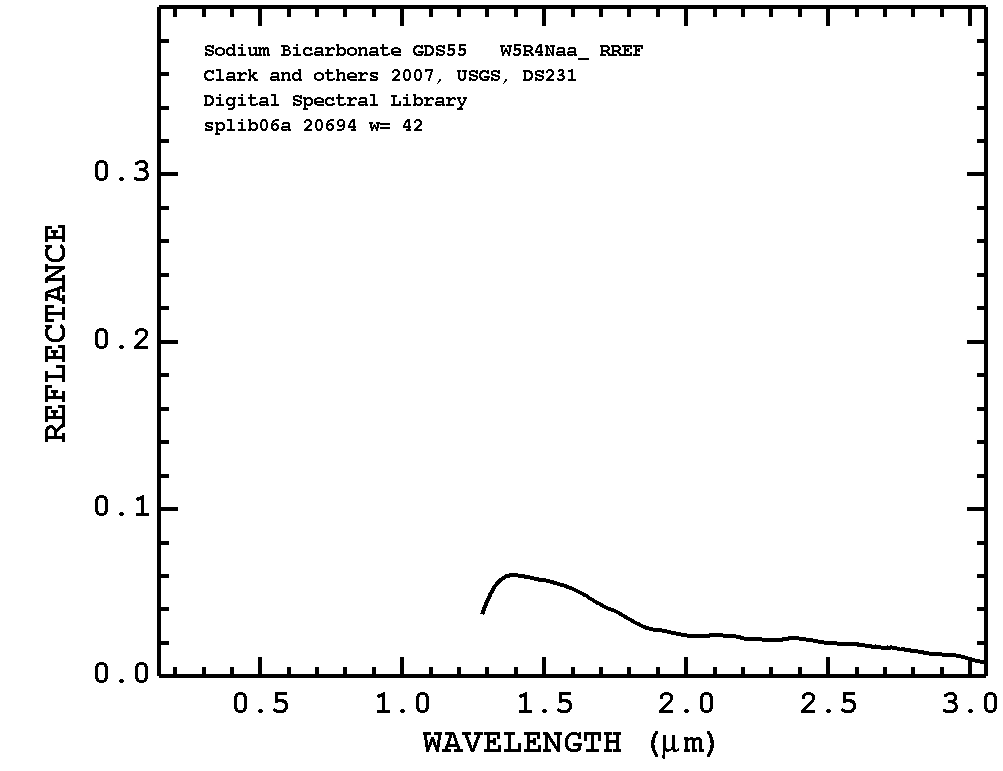 Sodium Bicarbonate GDS55 W5R4Naa_ RREF
Clark and others 2007, USGS, DS231
Digital Spectral Library
splib06a 20694 w= 42
0.3
0.2
0.1
0.0
REFLECTANCE
0.5 1.0 1.5 2.0 2.5 3.0
WAVELENGTH (µm)